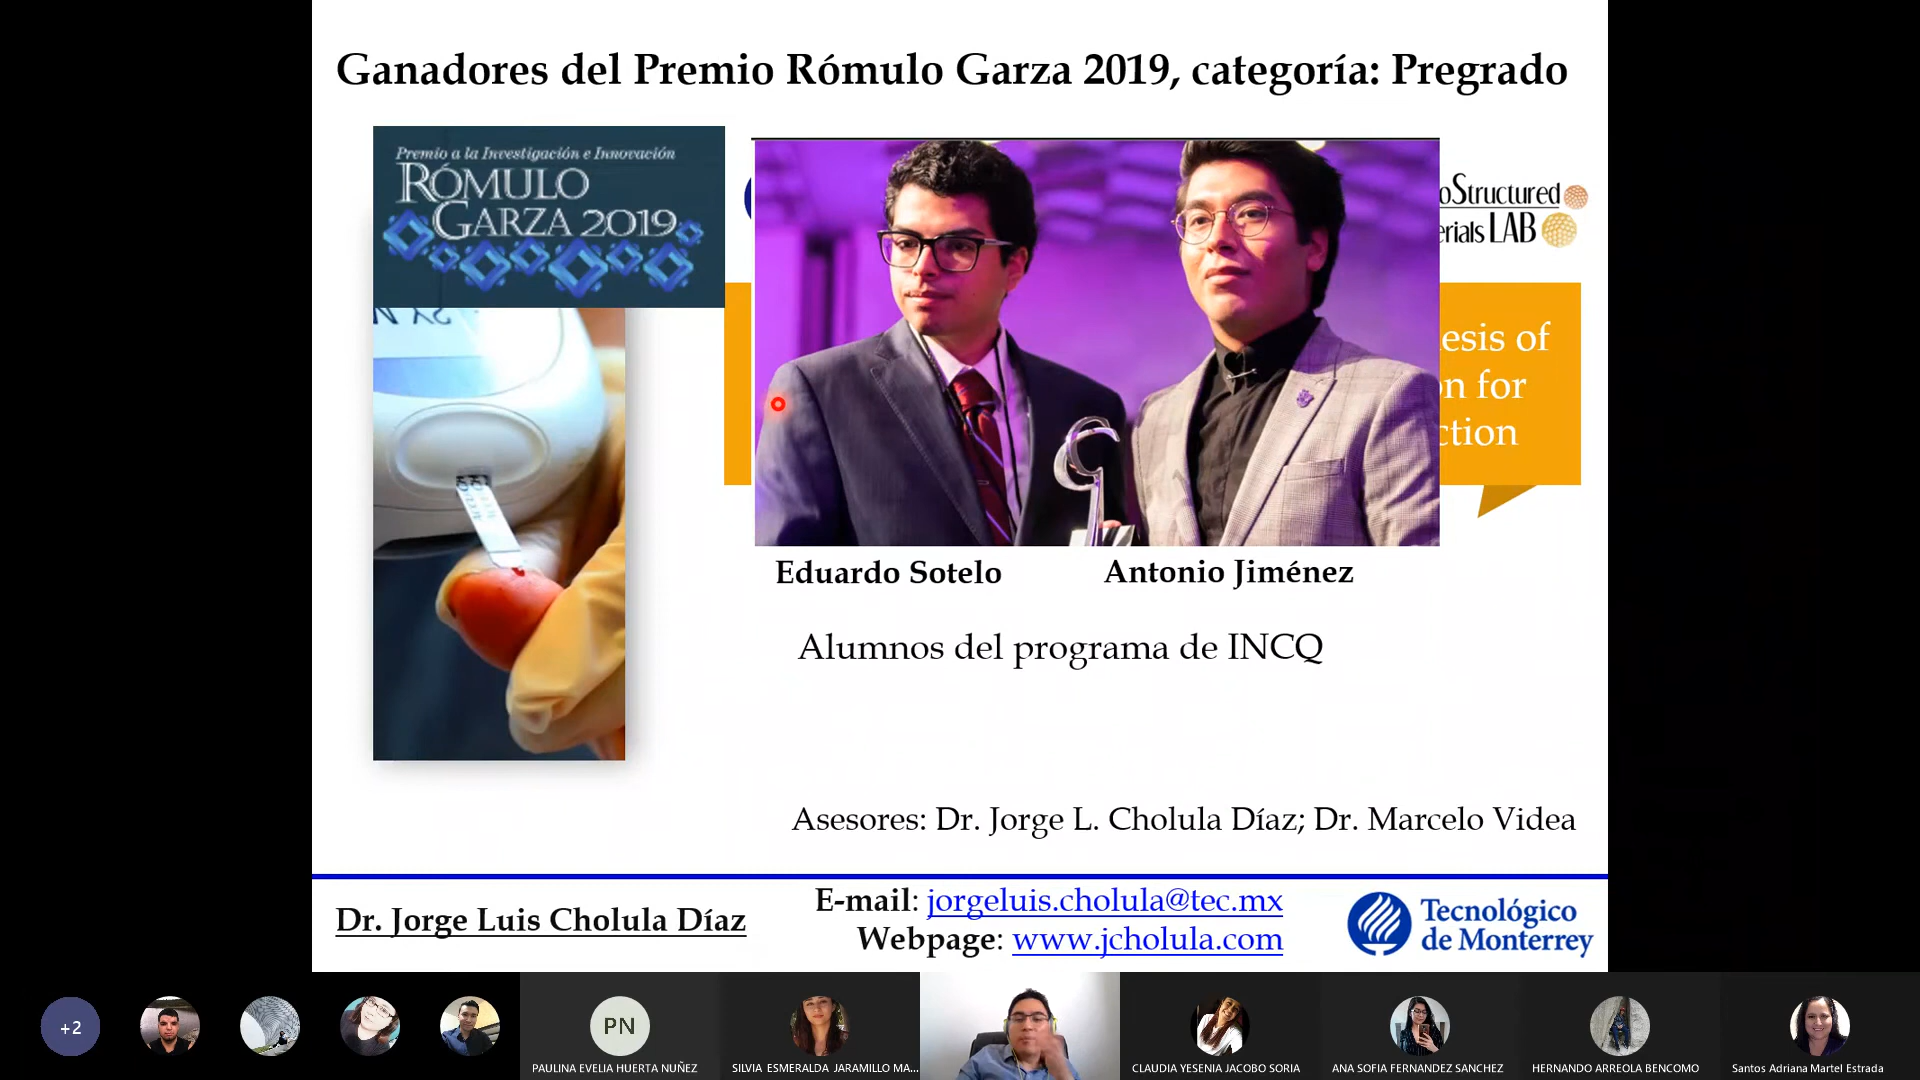 Ganadores del Premio Rómulo Garza 2019, categoría: Pregrado
Premio a la Investigación e Innovación
RÓMULO
GARZA 2019
oStructured
erials LAB
esis of
on for
ction
Eduardo Sotelo
Antonio Jiménez
Alumnos del programa de INCQ
Asesores: Dr. Jorge L. Cholula Díaz; Dr. Marcelo Videa
Dr. Jorge Luis Cholula Díaz
E-mail: jorgeluis.cholula@tec.mx
Webpage: www.jcholula.com
Tecnológico
de Monterrey
+2
PN
PAULINA EVELIA HUERTA NUÑEZ
SILVIA ESMERALDA JARAMILLO MA...
CLAUDIA YESENIA JACOBO SORIA
ANA SOFIA FERNANDEZ SANCHEZ
HERNANDO ARREOLA BENCOMO
Santos Adriana Martel Estrada